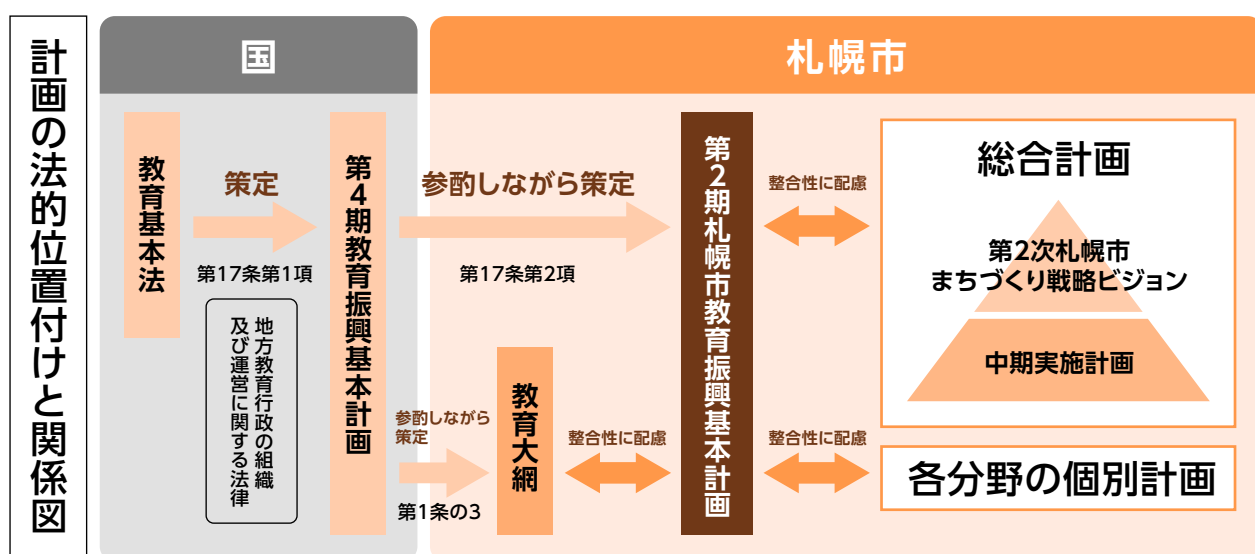 計画の法的位置付けと関係図
国
札幌市
教育基本法
策定
第17条第1項
地方教育行政の組織
及び運営に関する法律
第4期教育振興基本計画
参酌しながら策定
第17条第2項
参酌しながら
策定
第1条の3
教育大綱
整合性に配慮
第2期札幌市教育振興基本計画
整合性に配慮
総合計画
第2次札幌市
まちづくり戦略ビジョン
中期実施計画
整合性に配慮
各分野の個別計画